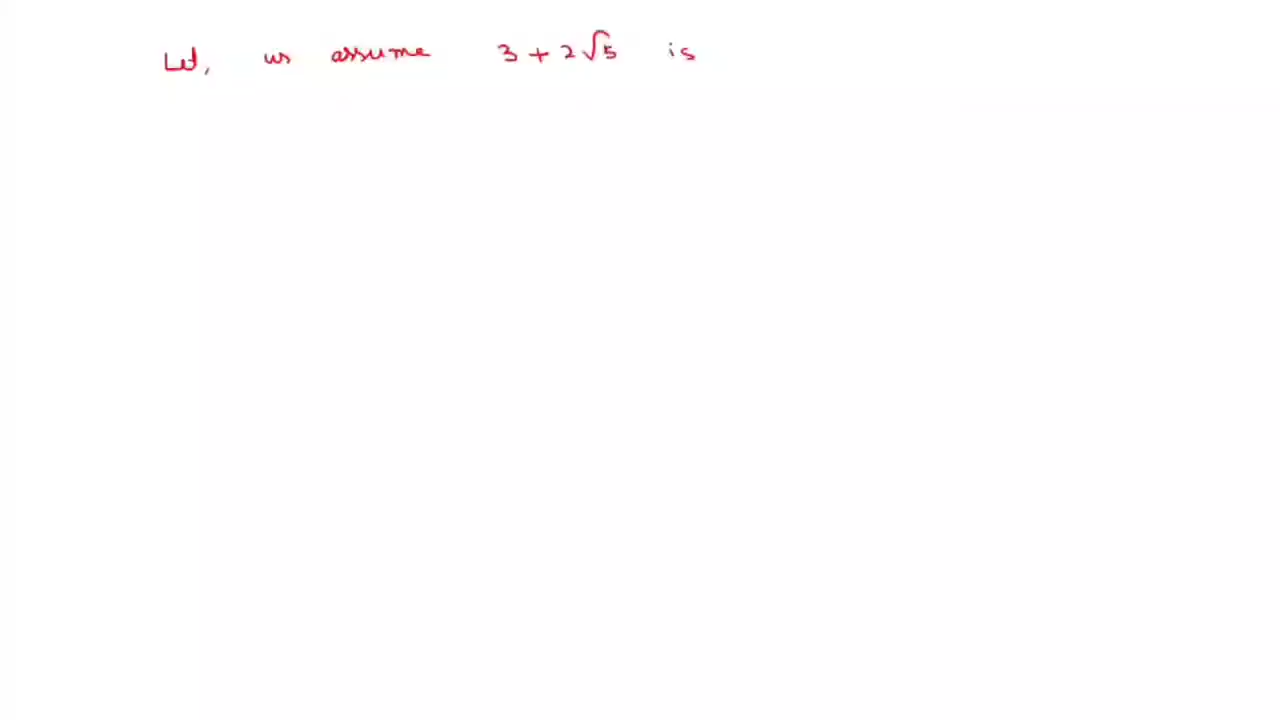 Let, us assume 3 + 2√5 is